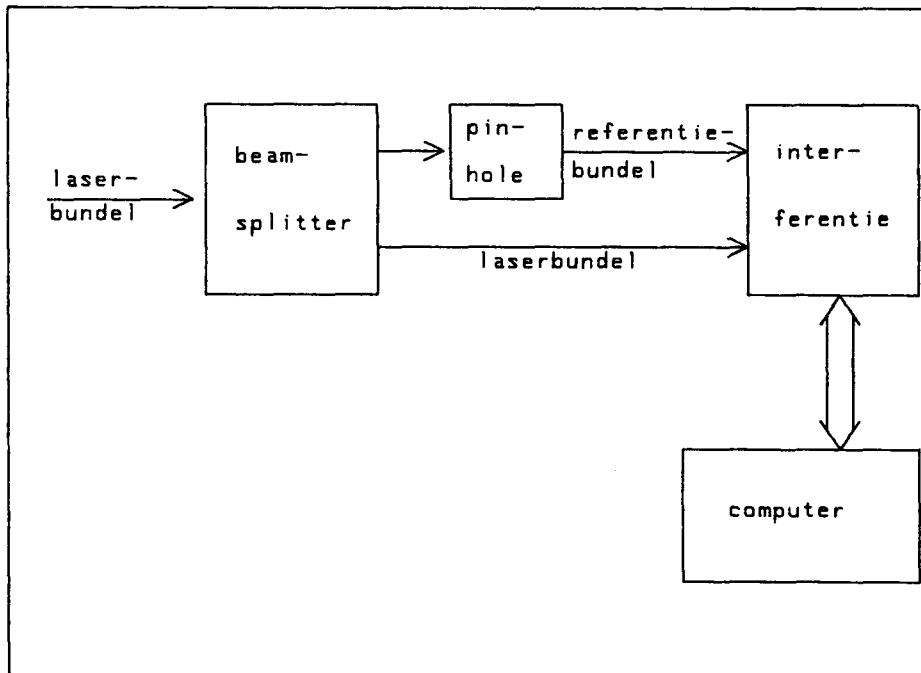 laser-
bundel
beam-
splitter
pin-
hole
referentie-
bundel
laserbundel
inter-
ferentie
computer